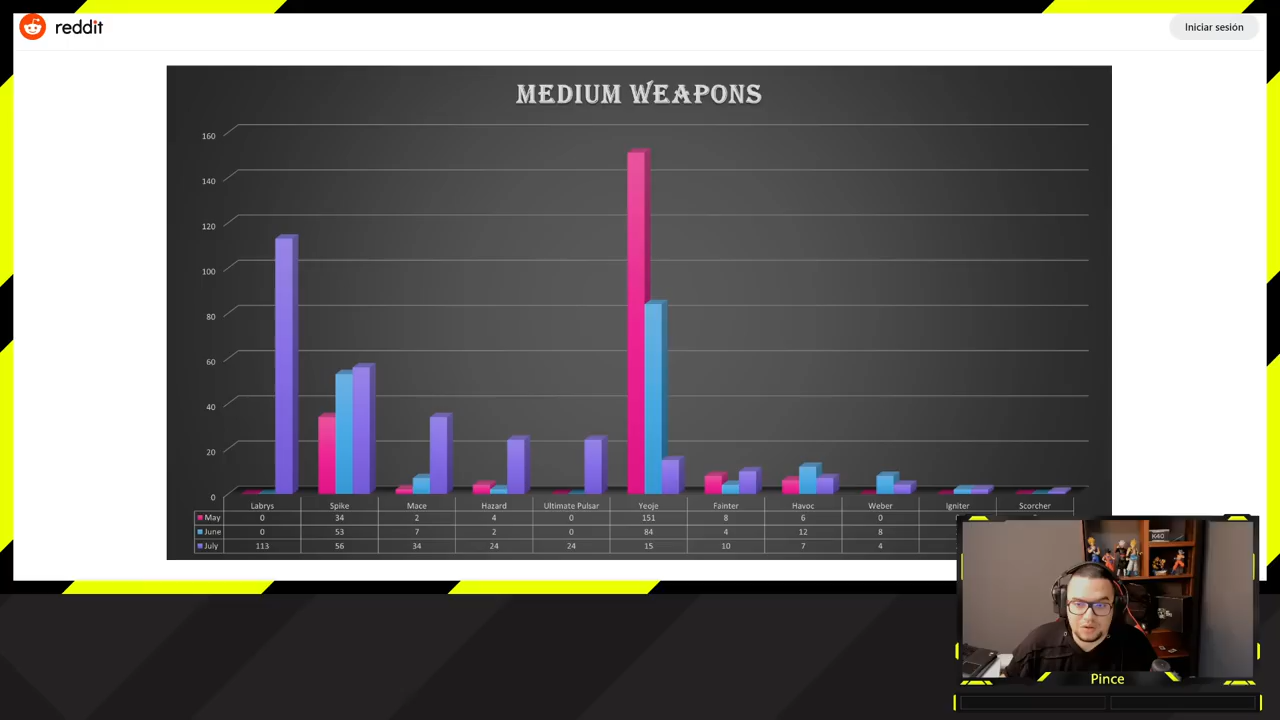 reddit
Iniciar sesión
MEDIUM WEAPONS
160
140
120
100
80
60
40
20
0
Labrys Spike Mace Hazard Ultimate Pulsar Yeoje Fainter Havoc Weber Igniter Scorcher
May 0 34 2 4 0 151 8 6 0
June 0 53 7 2 0 84 4 12 8
July 113 56 34 24 24 15 10 7 4
K40
Pince